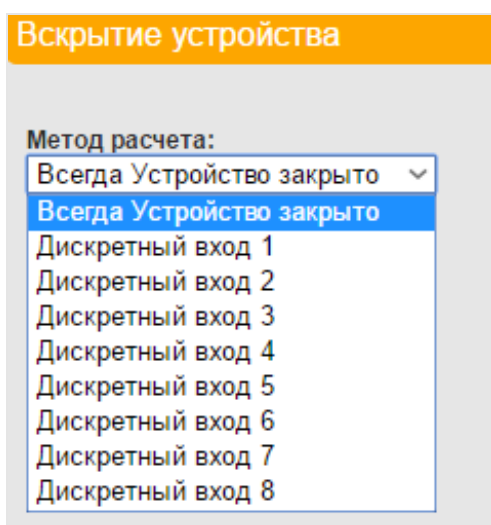 Вскрытие устройства
Метод расчета:
Всегда Устройство закрыто
Всегда Устройство закрыто
Дискретный вход 1
Дискретный вход 2
Дискретный вход 3
Дискретный вход 4
Дискретный вход 5
Дискретный вход 6
Дискретный вход 7
Дискретный вход 8